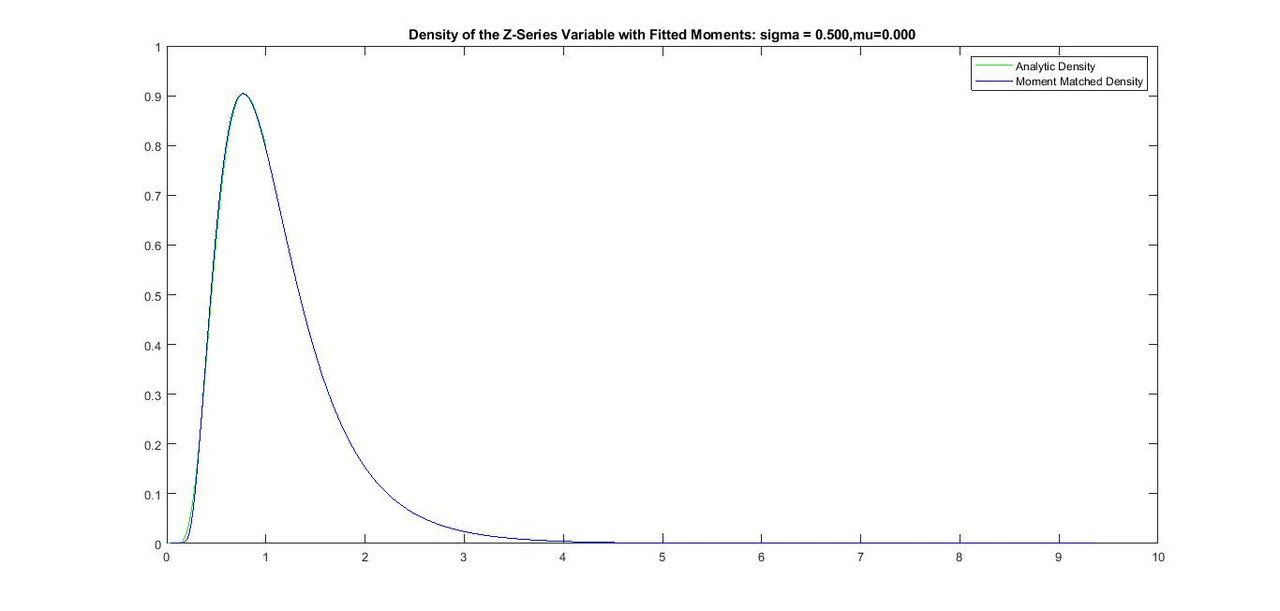 Density of the Z-Series Variable with Fitted Moments: sigma = 0.500,mu=0.000
Analytic Density
Moment Matched Density
1
0.9
0.8
0.7
0.6
0.5
0.4
0.3
0.2
0.1
0
0 1 2 3 4 5 6 7 8 9 10